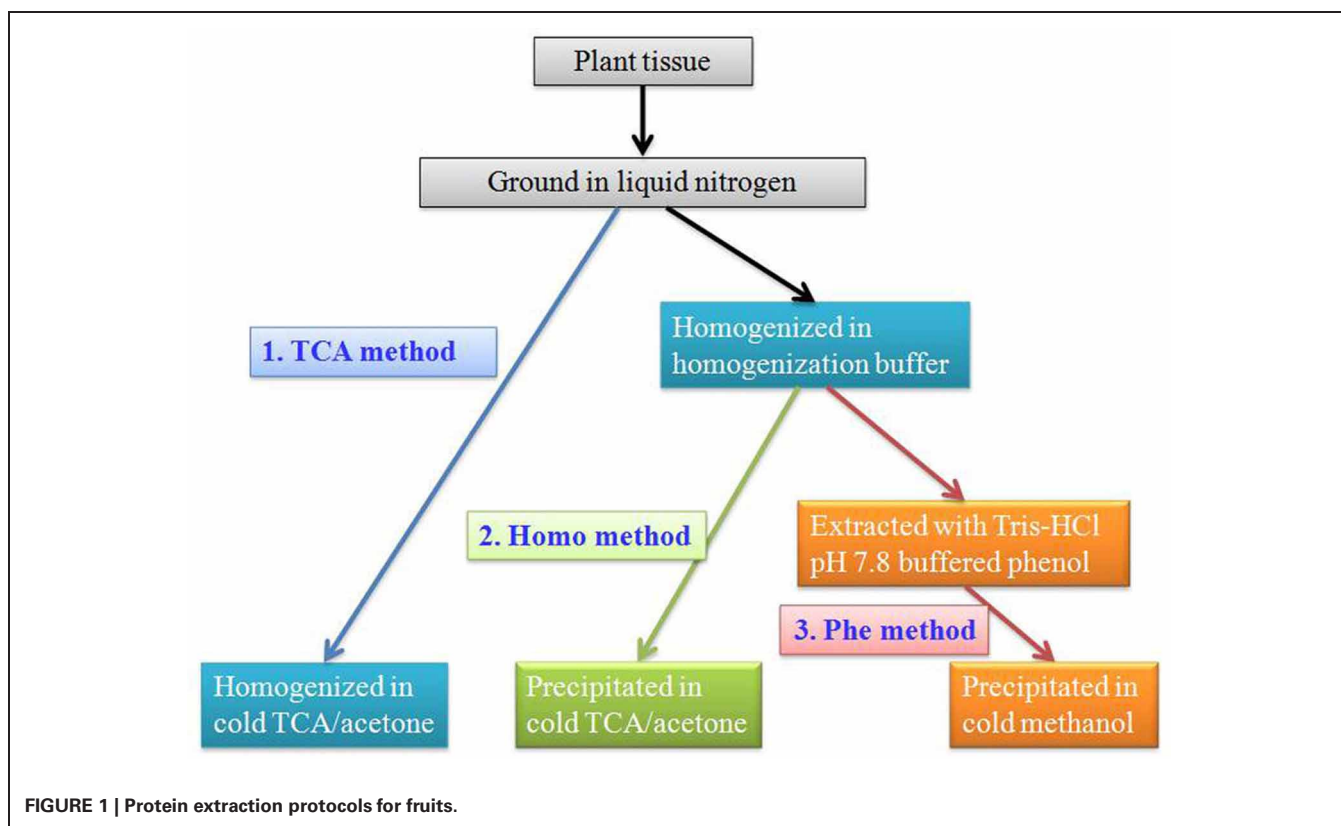 Plant tissue
Ground in liquid nitrogen
1. TCA method
Homogenized in
homogenization buffer
2. Homo method
Extracted with Tris-HCl
pH 7.8 buffered phenol
3. Phe method
Homogenized in
cold TCA/acetone
Precipitated in
cold TCA/acetone
Precipitated in
cold methanol
FIGURE 1 | Protein extraction protocols for fruits.